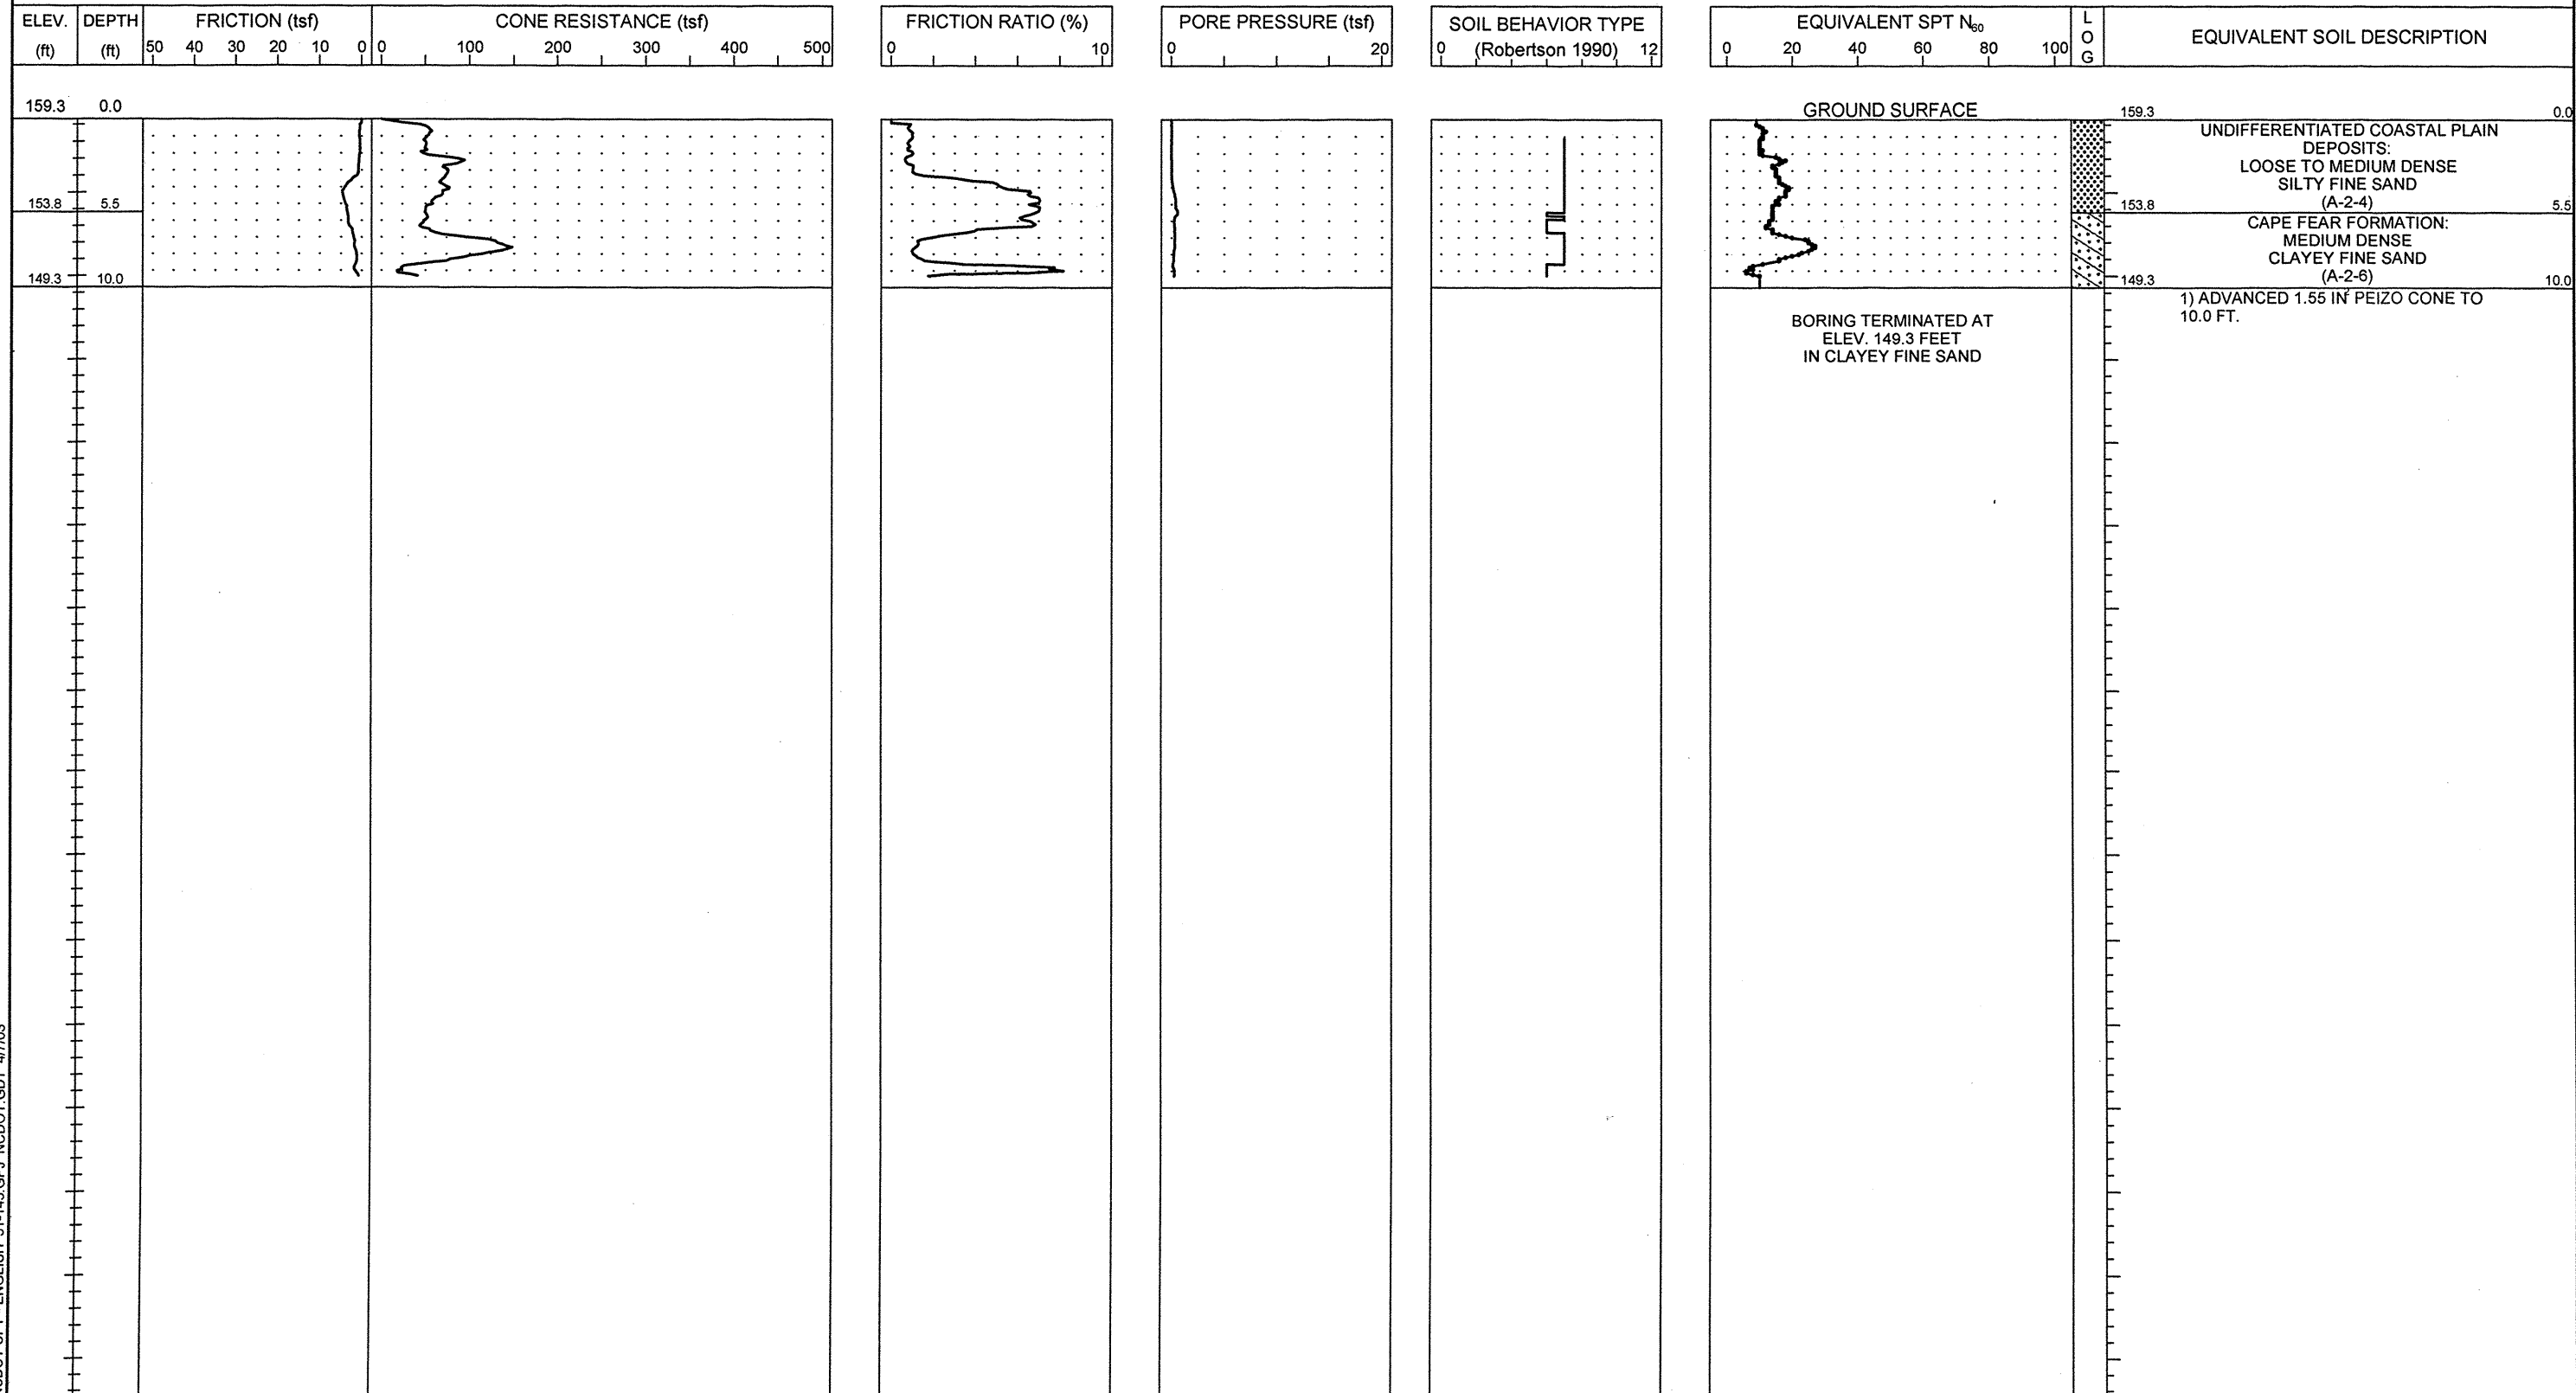 ELEV. DEPTH FRICTION (tsf) CONE RESISTANCE (tsf) FRICTION RATIO (%) PORE PRESSURE (tsf) SOIL BEHAVIOR TYPE EQUIVALENT SPT N60 L
(ft) (ft) 50 40 30 20 10 0 0 100 200 300 400 500 0 10 0 20 0 (Robertson 1990) 12 0 20 40 60 80 100 O EQUIVALENT SOIL DESCRIPTION
G
159.3 0.0 GROUND SURFACE 159.3 0.0
UNDIFFERENTIATED COASTAL PLAIN
DEPOSITS:
LOOSE TO MEDIUM DENSE
SILTY FINE SAND
153.8 5.5 153.8 (A-2-4) 5.5
CAPE FEAR FORMATION:
MEDIUM DENSE
CLAYEY FINE SAND
149.3 10.0 149.3 (A-2-6) 10.0
1) ADVANCED 1.55 IN² PEIZO CONE TO
10.0 FT.
BORING TERMINATED AT
ELEV. 149.3 FEET
IN CLAYEY FINE SAND